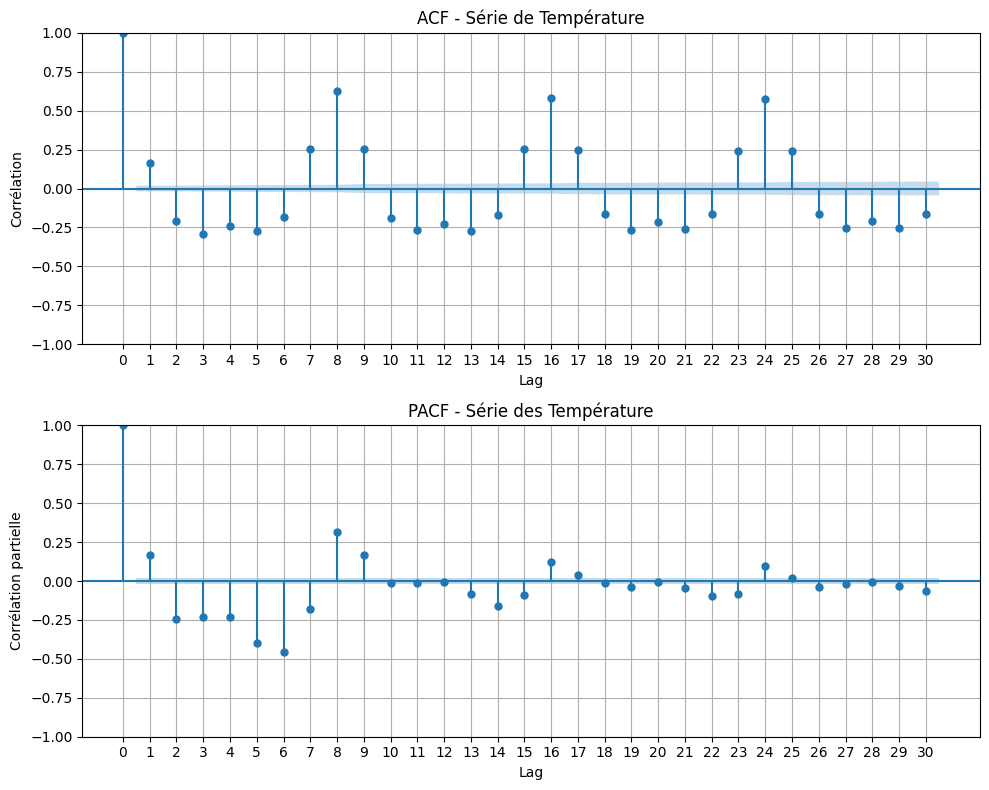 ACF - Série de Température
Corrélation
1.00
0.75
0.50
0.25
0.00
−0.25
−0.50
−0.75
−1.00
0 1 2 3 4 5 6 7 8 9 10 11 12 13 14 15 16 17 18 19 20 21 22 23 24 25 26 27 28 29 30
Lag
PACF - Série des Température
Corrélation partielle
1.00
0.75
0.50
0.25
0.00
−0.25
−0.50
−0.75
−1.00
0 1 2 3 4 5 6 7 8 9 10 11 12 13 14 15 16 17 18 19 20 21 22 23 24 25 26 27 28 29 30
Lag